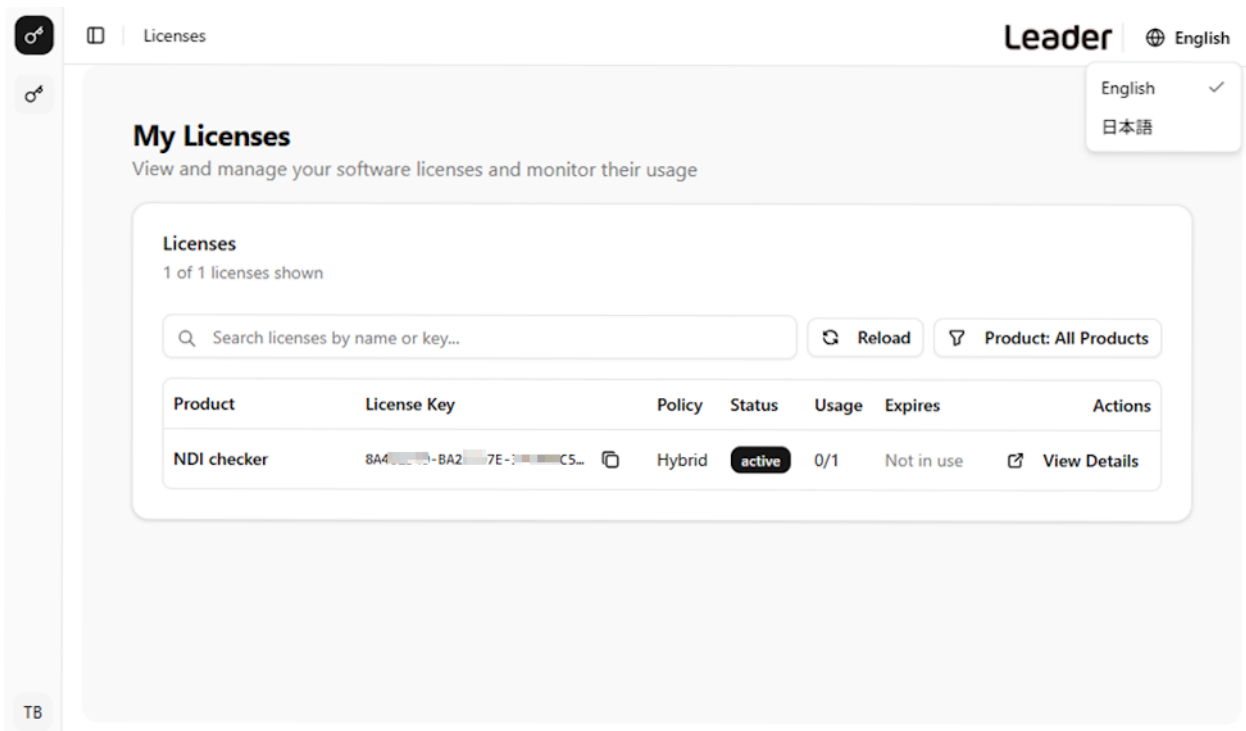 Licenses
Leader
English
English
日本語
My Licenses
View and manage your software licenses and monitor their usage
Licenses
1 of 1 licenses shown
Search licenses by name or key...
Reload
Product: All Products
Product License Key Policy Status Usage Expires Actions
NDI checker Hybrid active 0/1 Not in use View Details
TB